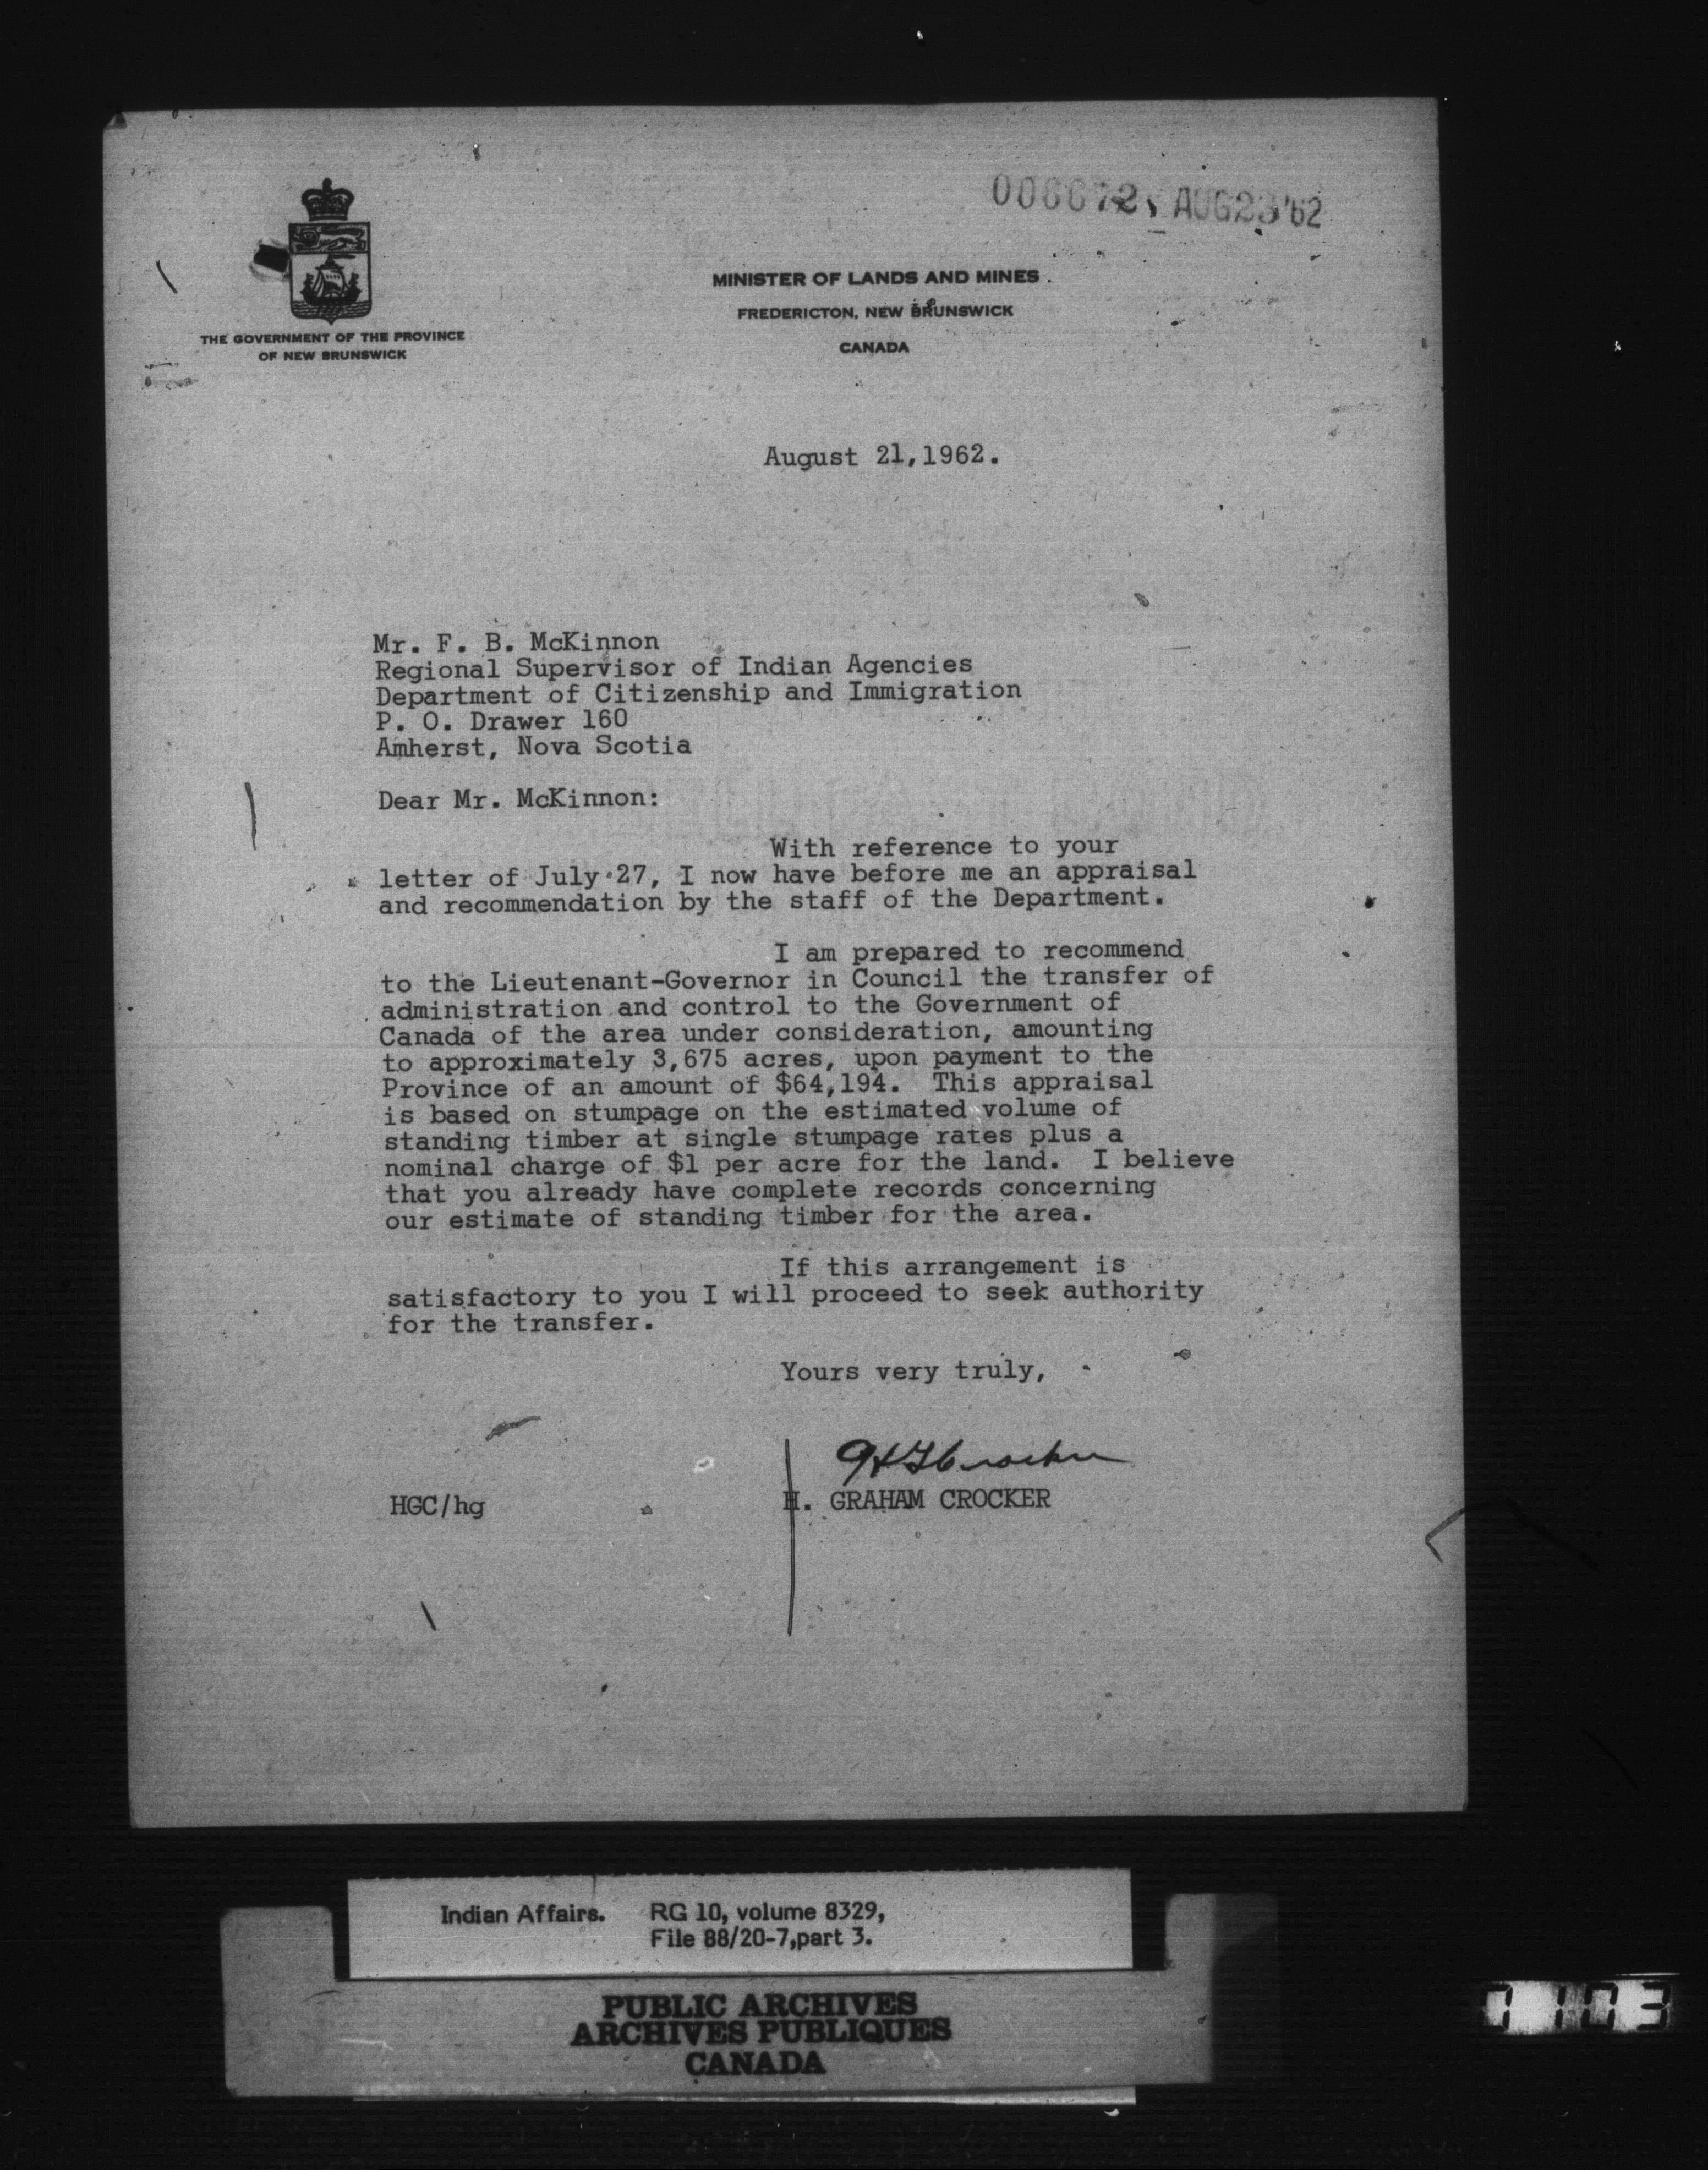 006672, AUG23'62
MINISTER OF LANDS AND MINES
FREDERICTON, NEW BRUNSWICK
CANADA
THE GOVERNMENT OF THE PROVINCE
OF NEW BRUNSWICK
August 21,1962.
Mr. F. B. McKinnon
Regional Supervisor of Indian Agencies
Department of Citizenship and Immigration
P. O. Drawer 160
Amherst, Nova Scotia
Dear Mr. McKinnon:
With reference to your
letter of July 27, I now have before me an appraisal
and recommendation by the staff of the Department.
I am prepared to recommend
to the Lieutenant-Governor in Council the transfer of
administration and control to the Government of
Canada of the area under consideration, amounting
to approximately 3,675 acres, upon payment to the
Province of an amount of $64,194. This appraisal
is based on stumpage on the estimated volume of
standing timber at single stumpage rates plus a
nominal charge of $1 per acre for the land. I believe
that you already have complete records concerning
our estimate of standing timber for the area.
If this arrangement is
satisfactory to you I will proceed to seek authority
for the transfer.
Yours very truly,
HGCrocker
HGC/hg
H. GRAHAM CROCKER
Indian Affairs. RG 10, volume 8329,
File 88/20-7,part 3.
PUBLIC ARCHIVES
ARCHIVES PUBLIQUES
CANADA
7103